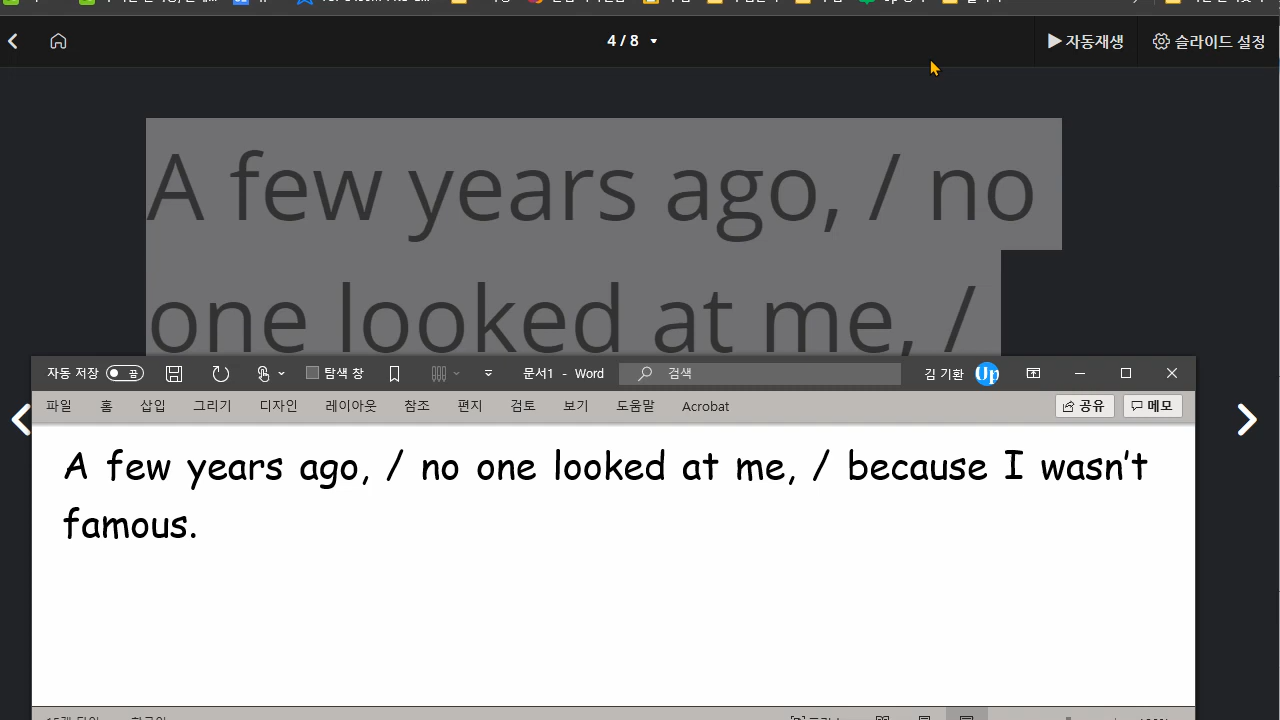 4 / 8
자동재생
슬라이드 설정
A few years ago, / no
one looked at me, /
자동 저장
탐색 창
문서1 - Word
검색
김 기환
Up
파일 홈 삽입 그리기 디자인 레이아웃 참조 편지 검토 보기 도움말 Acrobat
공유
메모
A few years ago, / no one looked at me, / because I wasn't
famous.